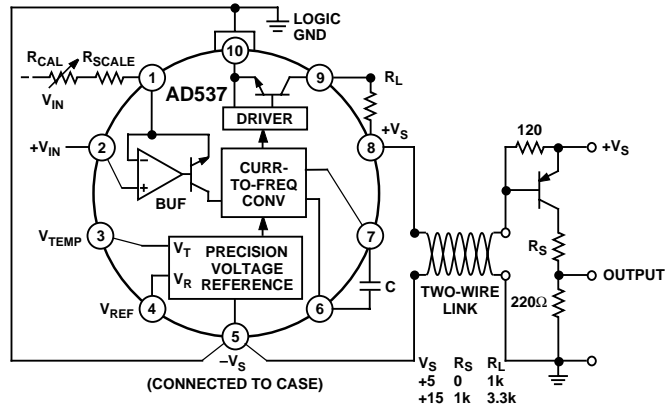 LOGIC
GND
10
R_CAL
R_SCALE
1
9
R_L
AD537
V_IN
DRIVER
+V_S
120
+V_S
+V_IN
2
8
–
+
BUF
CURR-
TO-FREQ
CONV
V_TEMP
3
7
R_S
V_T
PRECISION
VOLTAGE
REFERENCE
V_R
C
OUTPUT
TWO-WIRE
LINK
220Ω
V_REF
4
6
5
–V_S
(CONNECTED TO CASE)
V_S R_S R_L
+5 0 1k
+15 1k 3.3k